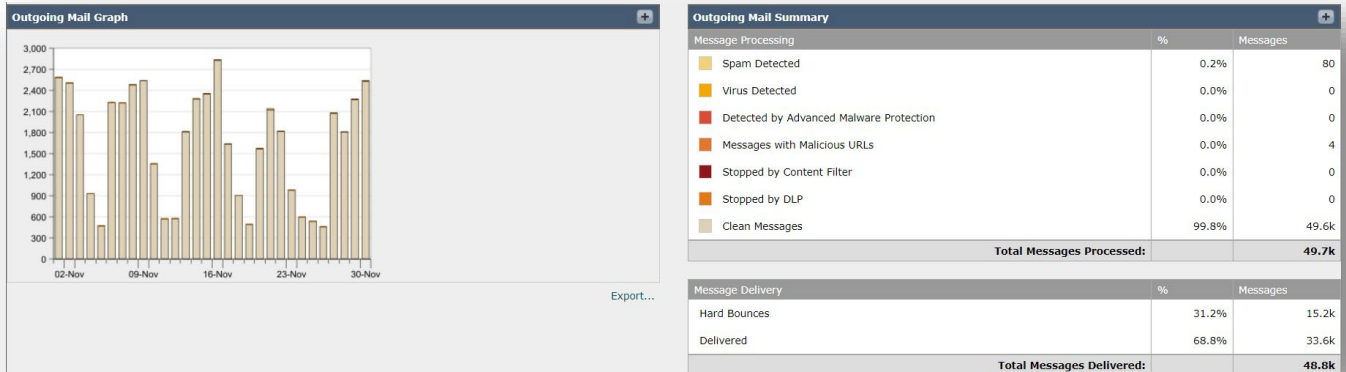 Outgoing Mail Graph
3,000
2,700
2,400
2,100
1,800
1,500
1,200
900
600
300
0
02-Nov 09-Nov 16-Nov 23-Nov 30-Nov
Export...
Outgoing Mail Summary
Message Processing % Messages
Spam Detected 0.2% 80
Virus Detected 0.0% 0
Detected by Advanced Malware Protection 0.0% 0
Messages with Malicious URLs 0.0% 4
Stopped by Content Filter 0.0% 0
Stopped by DLP 0.0% 0
Clean Messages 99.8% 49.6k
Total Messages Processed: 49.7k
Message Delivery % Messages
Hard Bounces 31.2% 15.2k
Delivered 68.8% 33.6k
Total Messages Delivered: 48.8k